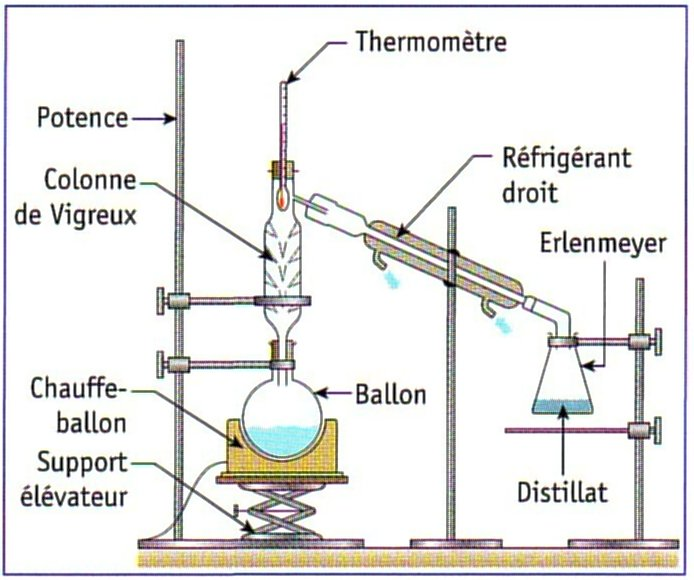 Thermomètre
Potence
Colonne
de Vigreux
Réfrigérant
droit
Erlenmeyer
Chauffe-
ballon
Ballon
Support
élévateur
Distillat